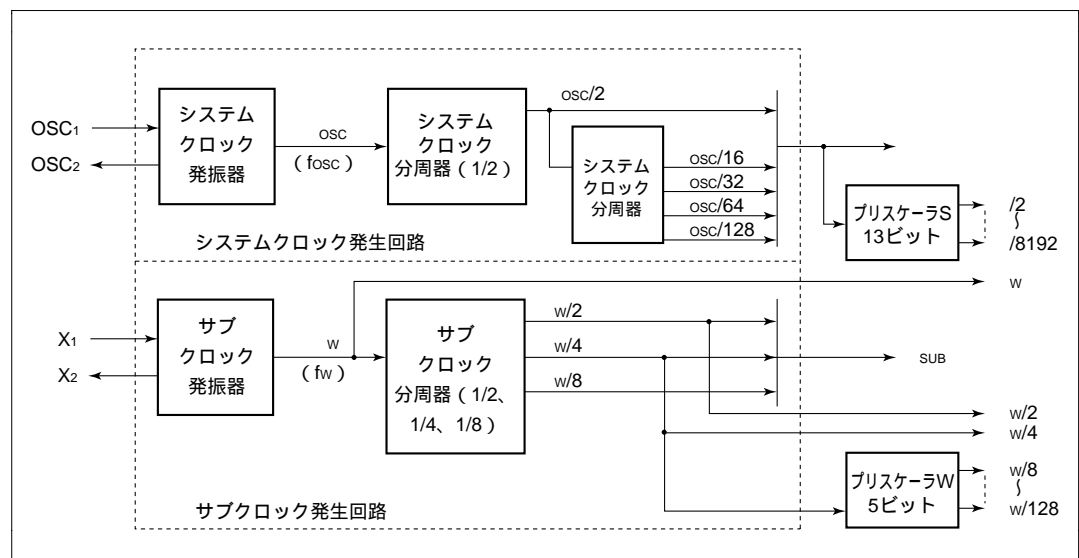 OSC1
OSC2
システム
クロック
発振器
OSC
(fOSC)
システム
クロック
分周器(1/2)
OSC/2
システム
クロック
分周器
OSC/16
OSC/32
OSC/64
OSC/128
プリスケーラS
13ビット
/2
~
/8192
システムクロック発生回路
X1
X2
サブ
クロック
発振器
W
(fW)
サブ
クロック
分周器(1/2、
1/4、1/8)
W/2
W/4
W/8
W
SUB
W/2
W/4
プリスケーラW
5ビット
W/8
~
W/128
サブクロック発生回路